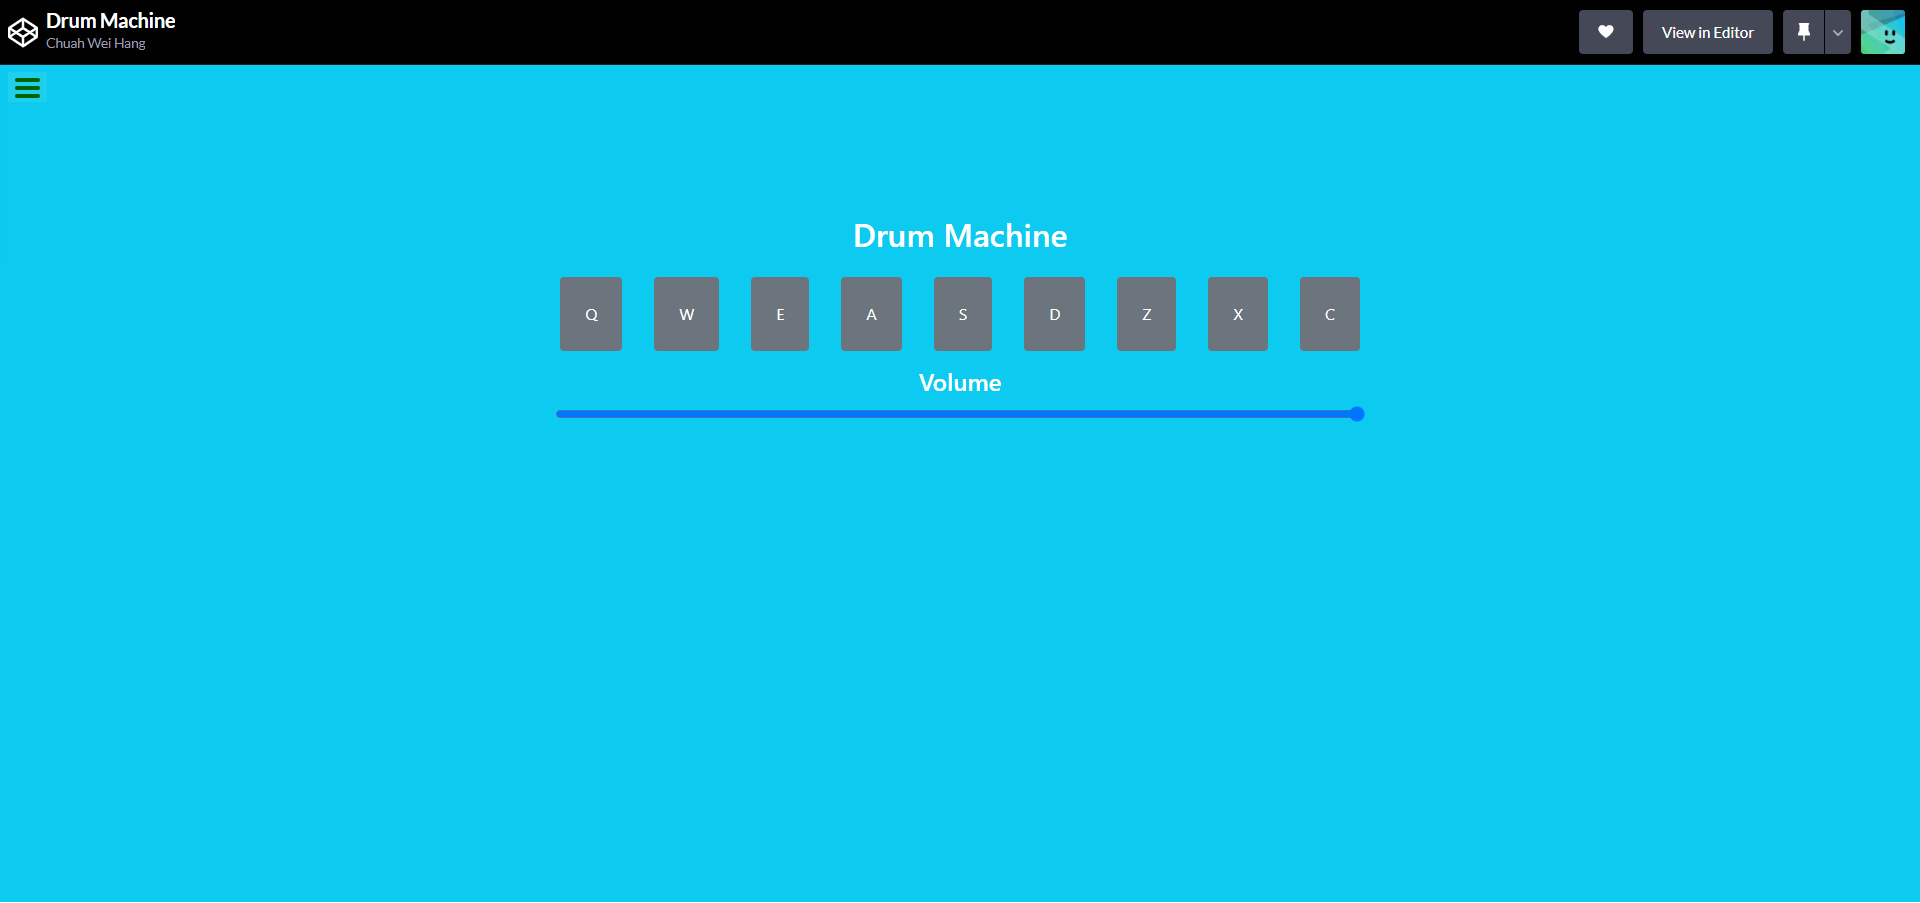 Drum Machine
Chuah Wei Hang
View in Editor
Drum Machine
Q W E A S D Z X C
Volume